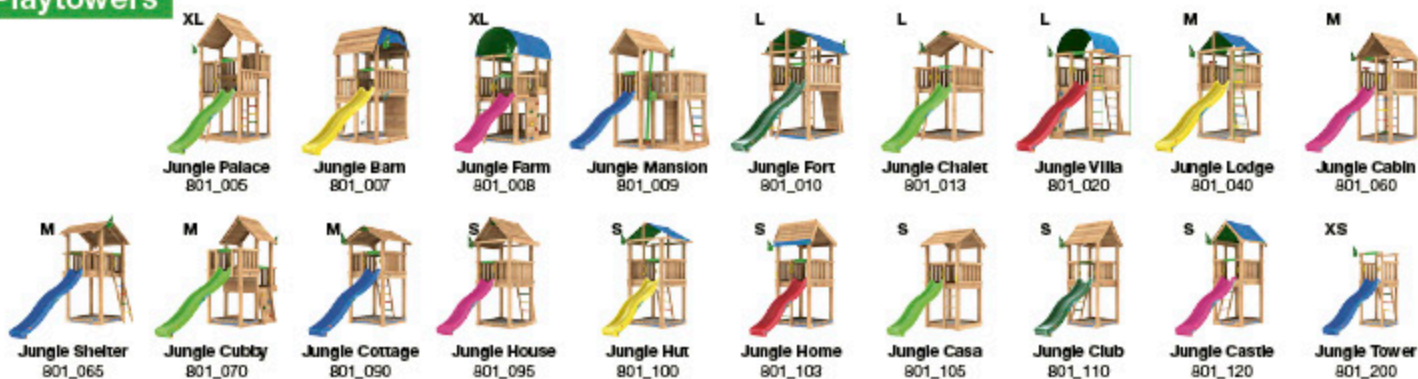 Playtowers
XL XL L L L M M
Jungle Palace Jungle Barn Jungle Farm Jungle Mansion Jungle Fort Jungle Chalet Jungle Villa Jungle Lodge Jungle Cabin
801_005 801_007 801_008 801_009 801_010 801_013 801_020 801_040 801_060
M M M S S S S S S XS
Jungle Shelter Jungle Cubby Jungle Cottage Jungle House Jungle Hut Jungle Home Jungle Casa Jungle Club Jungle Castle Jungle Tower
801_065 801_070 801_090 801_095 801_100 801_103 801_105 801_110 801_120 801_200